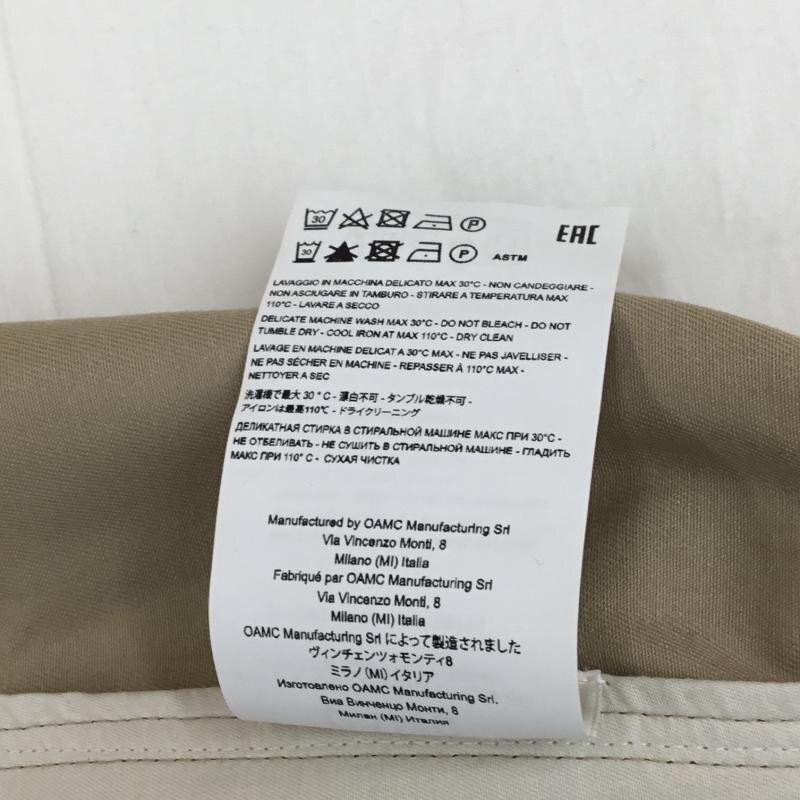 30 P EAC
30 P ASTM
LAVAGGIO IN MACCHINA DELICATO MAX 30°C - NON CANDEGGIARE -
NON ASCIUGARE IN TAMBURO - STIRARE A TEMPERATURA MAX
110°C - LAVARE A SECCO
DELICATE MACHINE WASH MAX 30°C - DO NOT BLEACH - DO NOT
TUMBLE DRY - COOL IRON AT MAX 110°C - DRY CLEAN
LAVAGE EN MACHINE DELICAT A 30°C MAX - NE PAS JAVELLISER -
NE PAS SÉCHER EN MACHINE - REPASSER À 110°C MAX -
NETTOYER A SEC
洗濯機で最大 30 ° C - 漂白不可 - タンブル乾燥不可 -
アイロンは最高110℃ - ドライクリーニング
ДЕЛИКАТНАЯ СТИРКА В СТИРАЛЬНОЙ МАШИНЕ МАКС ПРИ 30°C -
НЕ ОТБЕЛИВАТЬ - НЕ СУШИТЬ В СТИРАЛЬНОЙ МАШИНЕ - ГЛАДИТЬ
МАКС ПРИ 110° C - СУХАЯ ЧИСТКА
Manufactured by OAMC Manufacturing Srl
Via Vincenzo Monti, 8
Milano (MI) Italia
Fabriqué par OAMC Manufacturing Srl
Via Vincenzo Monti, 8
Milano (MI) Italia
OAMC Manufacturing Srl によって製造されました
ヴィンチェンツォモンティ8
ミラノ(MI)イタリア
Изготовлено OAMC Manufacturing Srl.
Виа Винченцо Монти, 8
Милан (MI) Италия